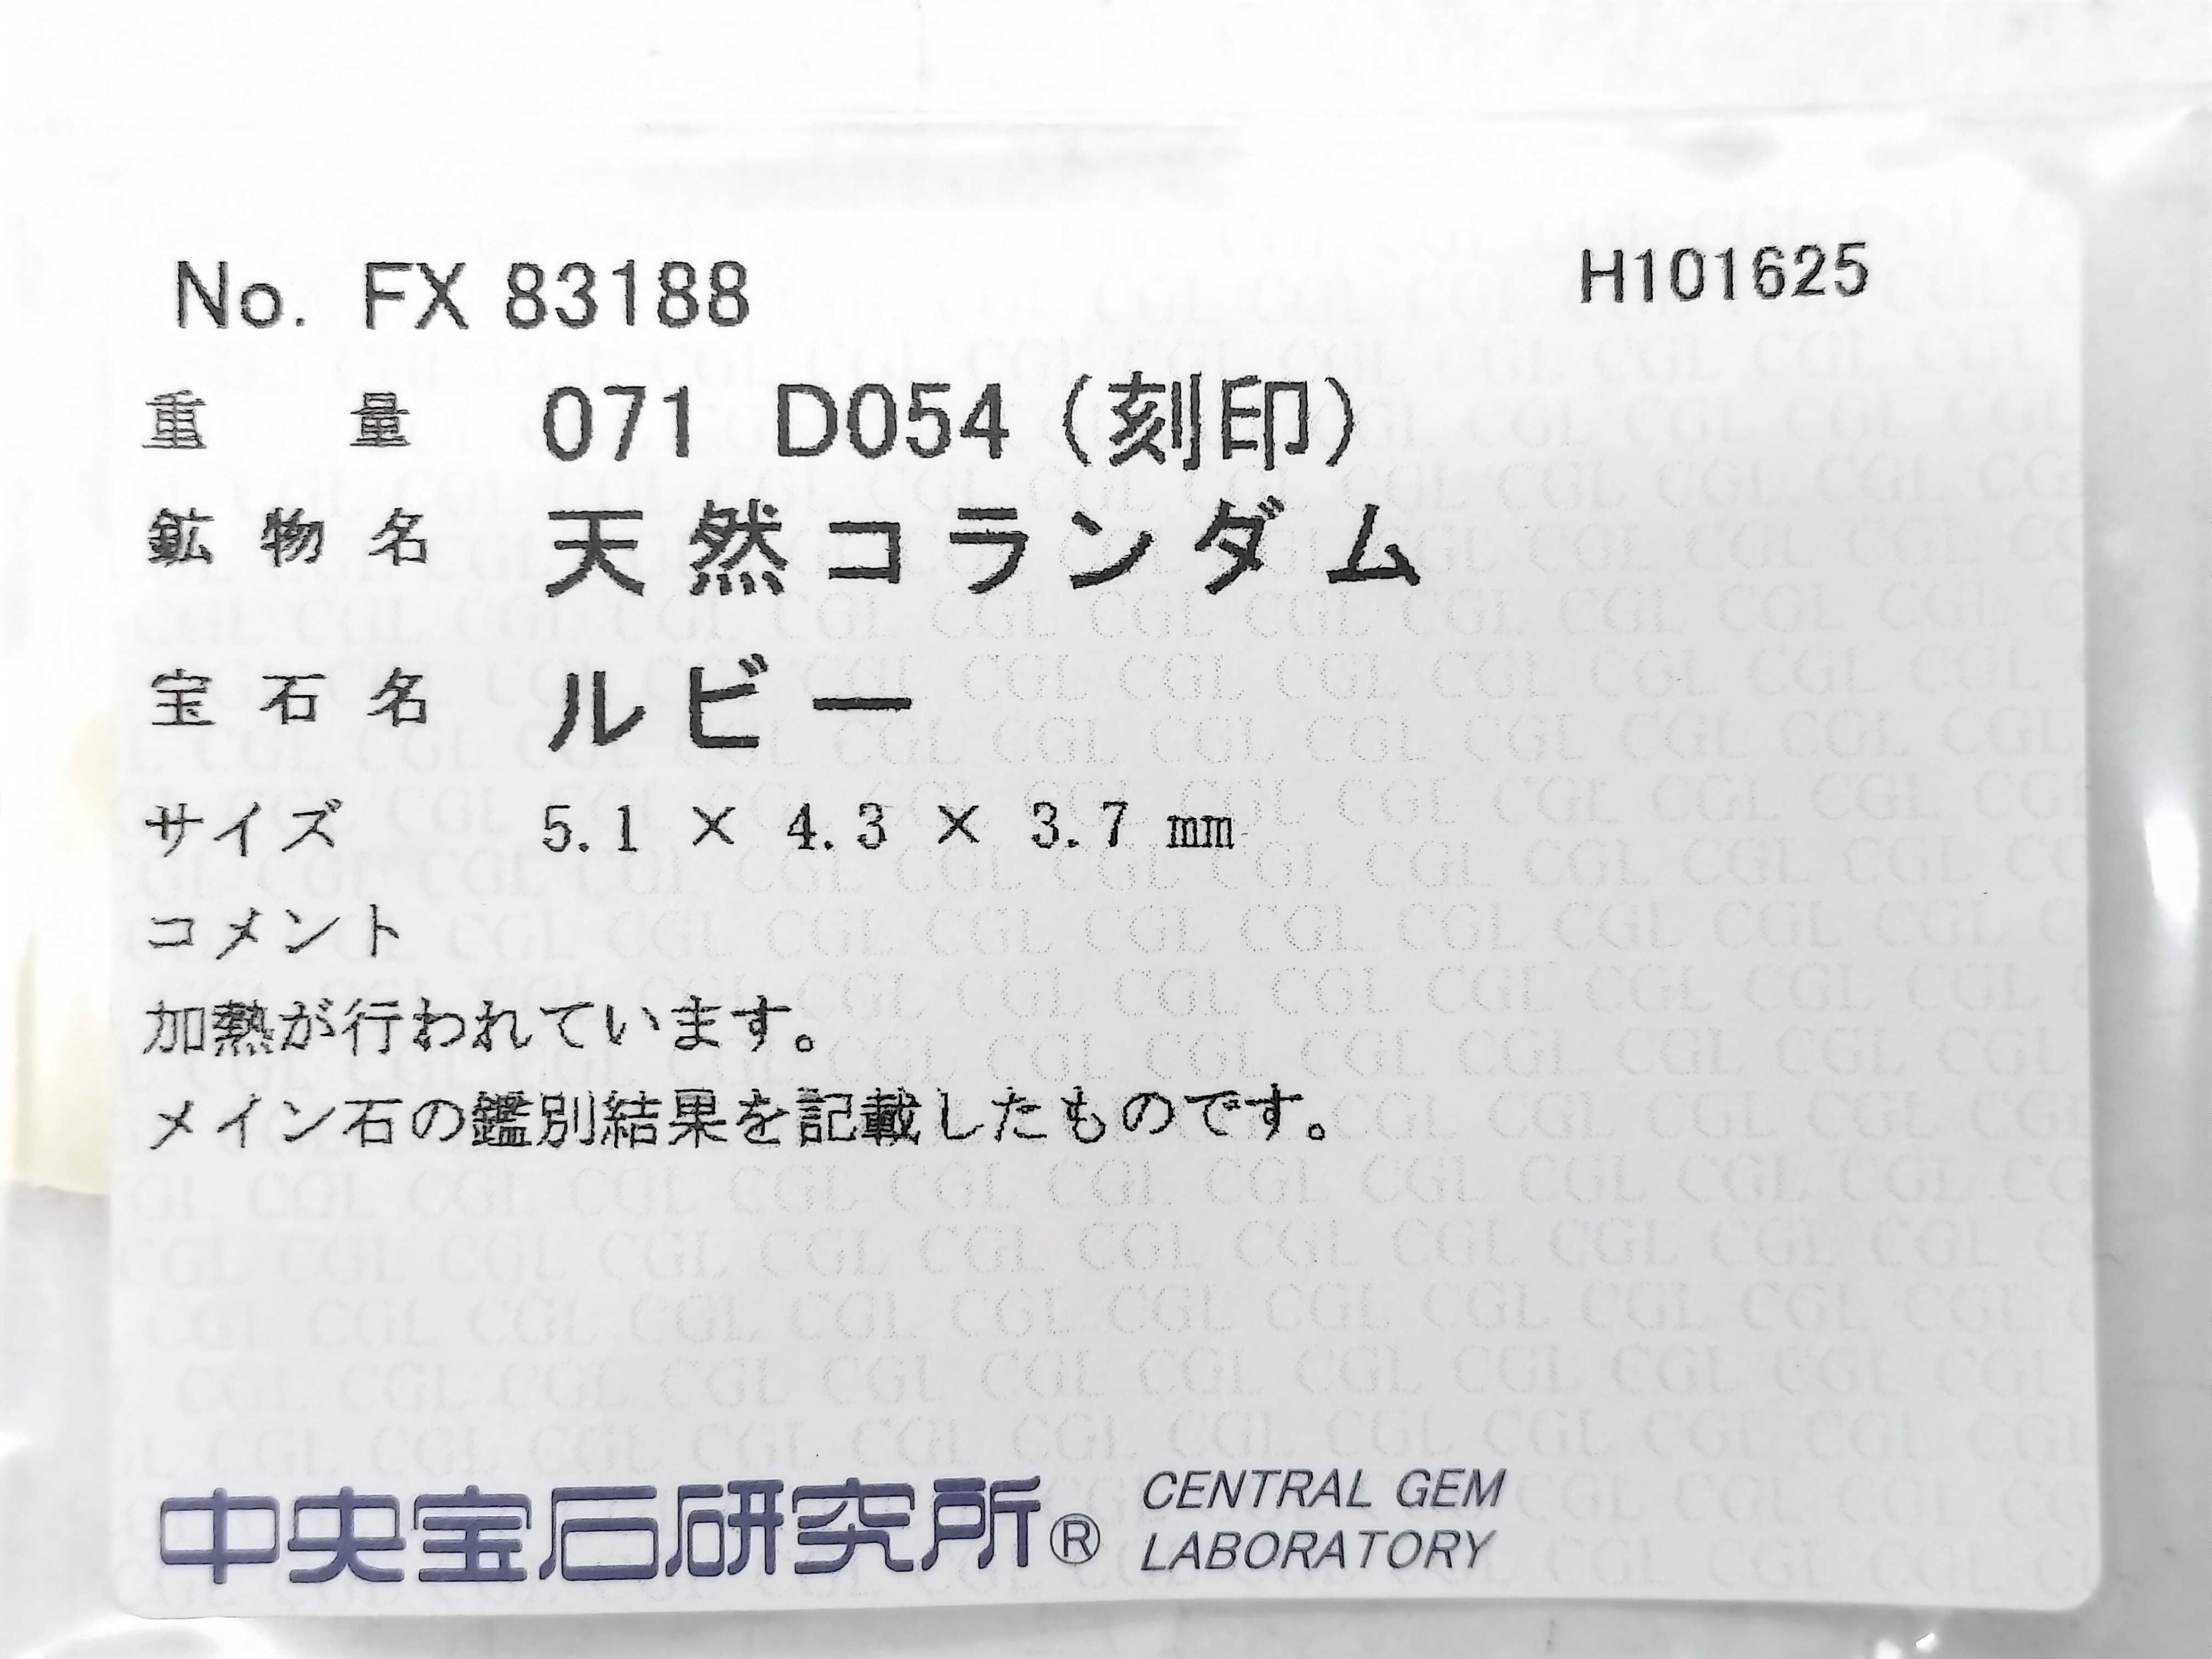 No. FX 83188 H101625
重量 071 D054 (刻印)
鉱物名 天然コランダム
宝石名 ルビー
サイズ 5.1 × 4.3 × 3.7 mm
コメント
加熱が行われています。
メイン石の鑑別結果を記載したものです。
中央宝石研究所® CENTRAL GEM
LABORATORY